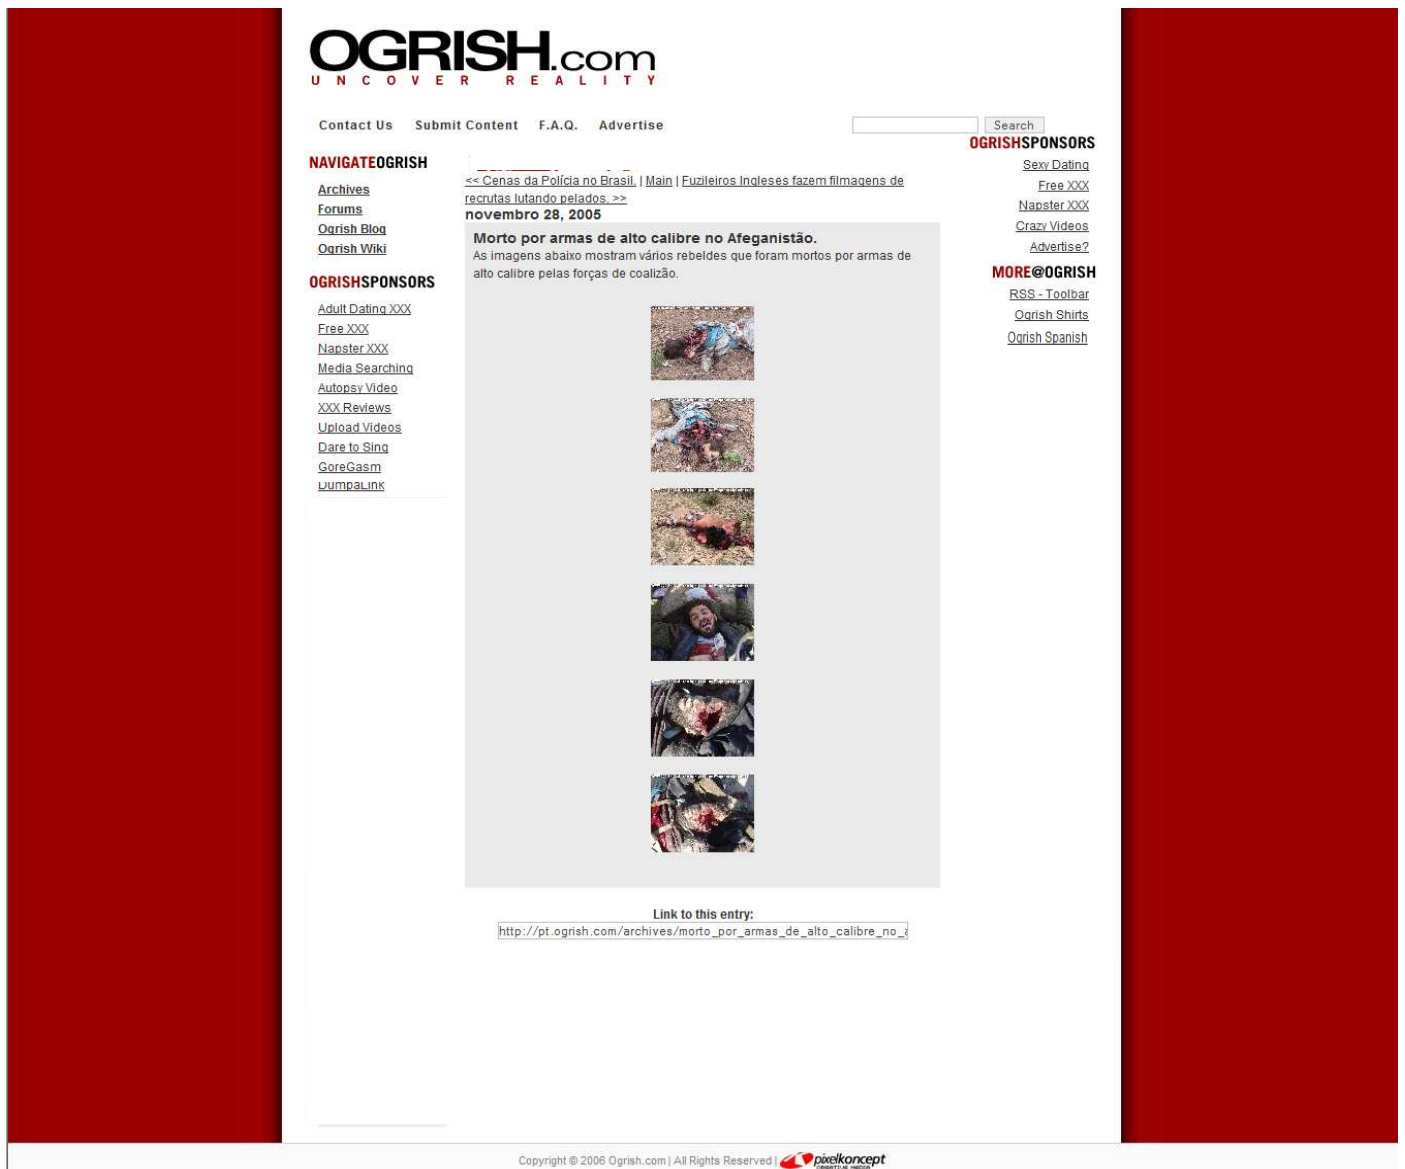 OGRISH.com
UNCOVER REALITY
Contact Us Submit Content F.A.Q. Advertise
Search
NAVIGATEOGRISH
Archives
Forums
Ogrish Blog
Ogrish Wiki
OGRISHSPONSORS
Adult Dating XXX
Free XXX
Napster XXX
Media Searching
Autopsy Video
XXX Reviews
Upload Videos
Dare to Sing
GoreGasm
DumpaLink
<< Cenas da Polícia no Brasil. | Main | Fuzileiros Ingleses fazem filmagens de
recrutas lutando pelados. >>
novembro 28, 2005
Morto por armas de alto calibre no Afeganistão.
As imagens abaixo mostram vários rebeldes que foram mortos por armas de
alto calibre pelas forças de coalizão.
Link to this entry:
http://pt.ogrish.com/archives/morto_por_armas_de_alto_calibre_no_a
OGRISHSPONSORS
Sexy Dating
Free XXX
Napster XXX
Crazy Videos
Advertise?
MORE@OGRISH
RSS - Toolbar
Ogrish Shirts
Ogrish Spanish
Copyright © 2006 Ogrish.com | All Rights Reserved | pixelkoncept